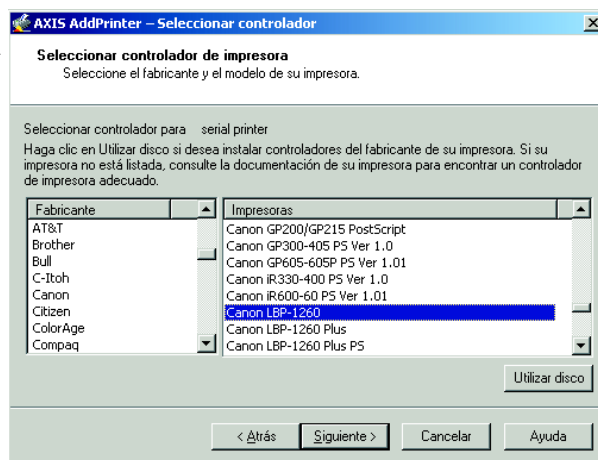 AXIS AddPrinter – Seleccionar controlador
Seleccionar controlador de impresora
Seleccione el fabricante y el modelo de su impresora.
Seleccionar controlador para serial printer
Haga clic en Utilizar disco si desea instalar controladores del fabricante de su impresora. Si su
impresora no está listada, consulte la documentación de su impresora para encontrar un controlador
de impresora adecuado.
Fabricante
AT&T
Brother
Bull
C-Itoh
Canon
Citizen
ColorAge
Compaq
Impresoras
Canon GP200/GP215 PostScript
Canon GP300-405 PS Ver 1.0
Canon GP605-605P PS Ver 1.01
Canon iR330-400 PS Ver 1.0
Canon iR600-60 PS Ver 1.01
Canon LBP-1260
Canon LBP-1260 Plus
Canon LBP-1260 Plus PS
Utilizar disco
< Atrás Siguiente > Cancelar Ayuda